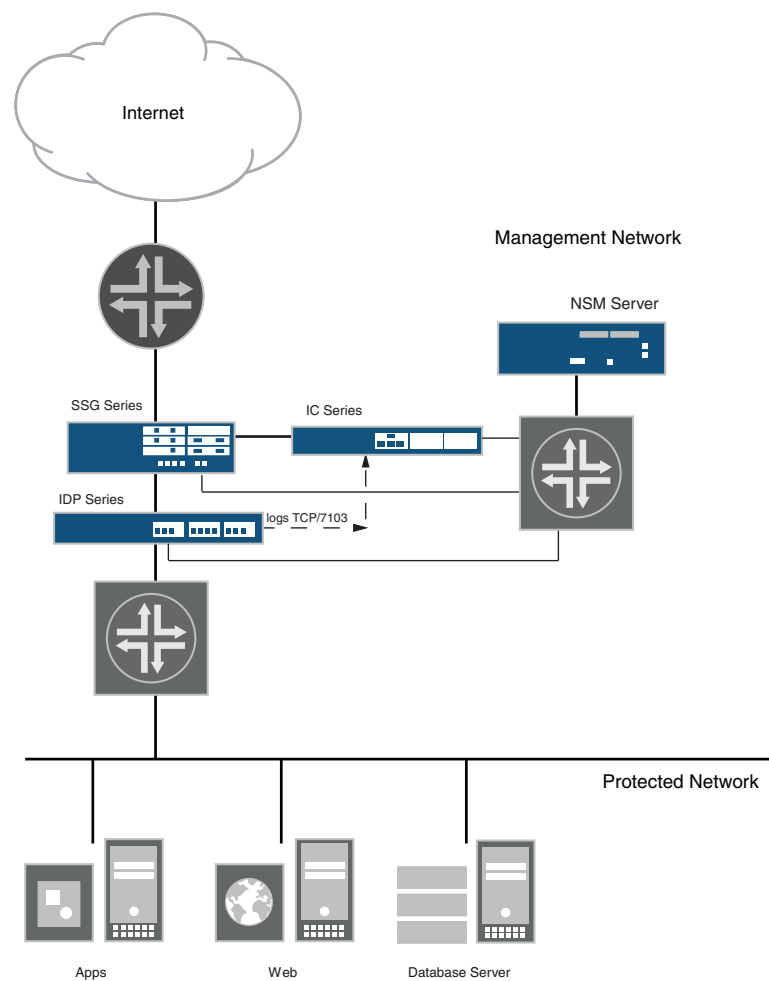 Internet
Management Network
NSM Server
SSG Series
IC Series
IDP Series
logs TCP/7103
Protected Network
Apps
Web
Database Server